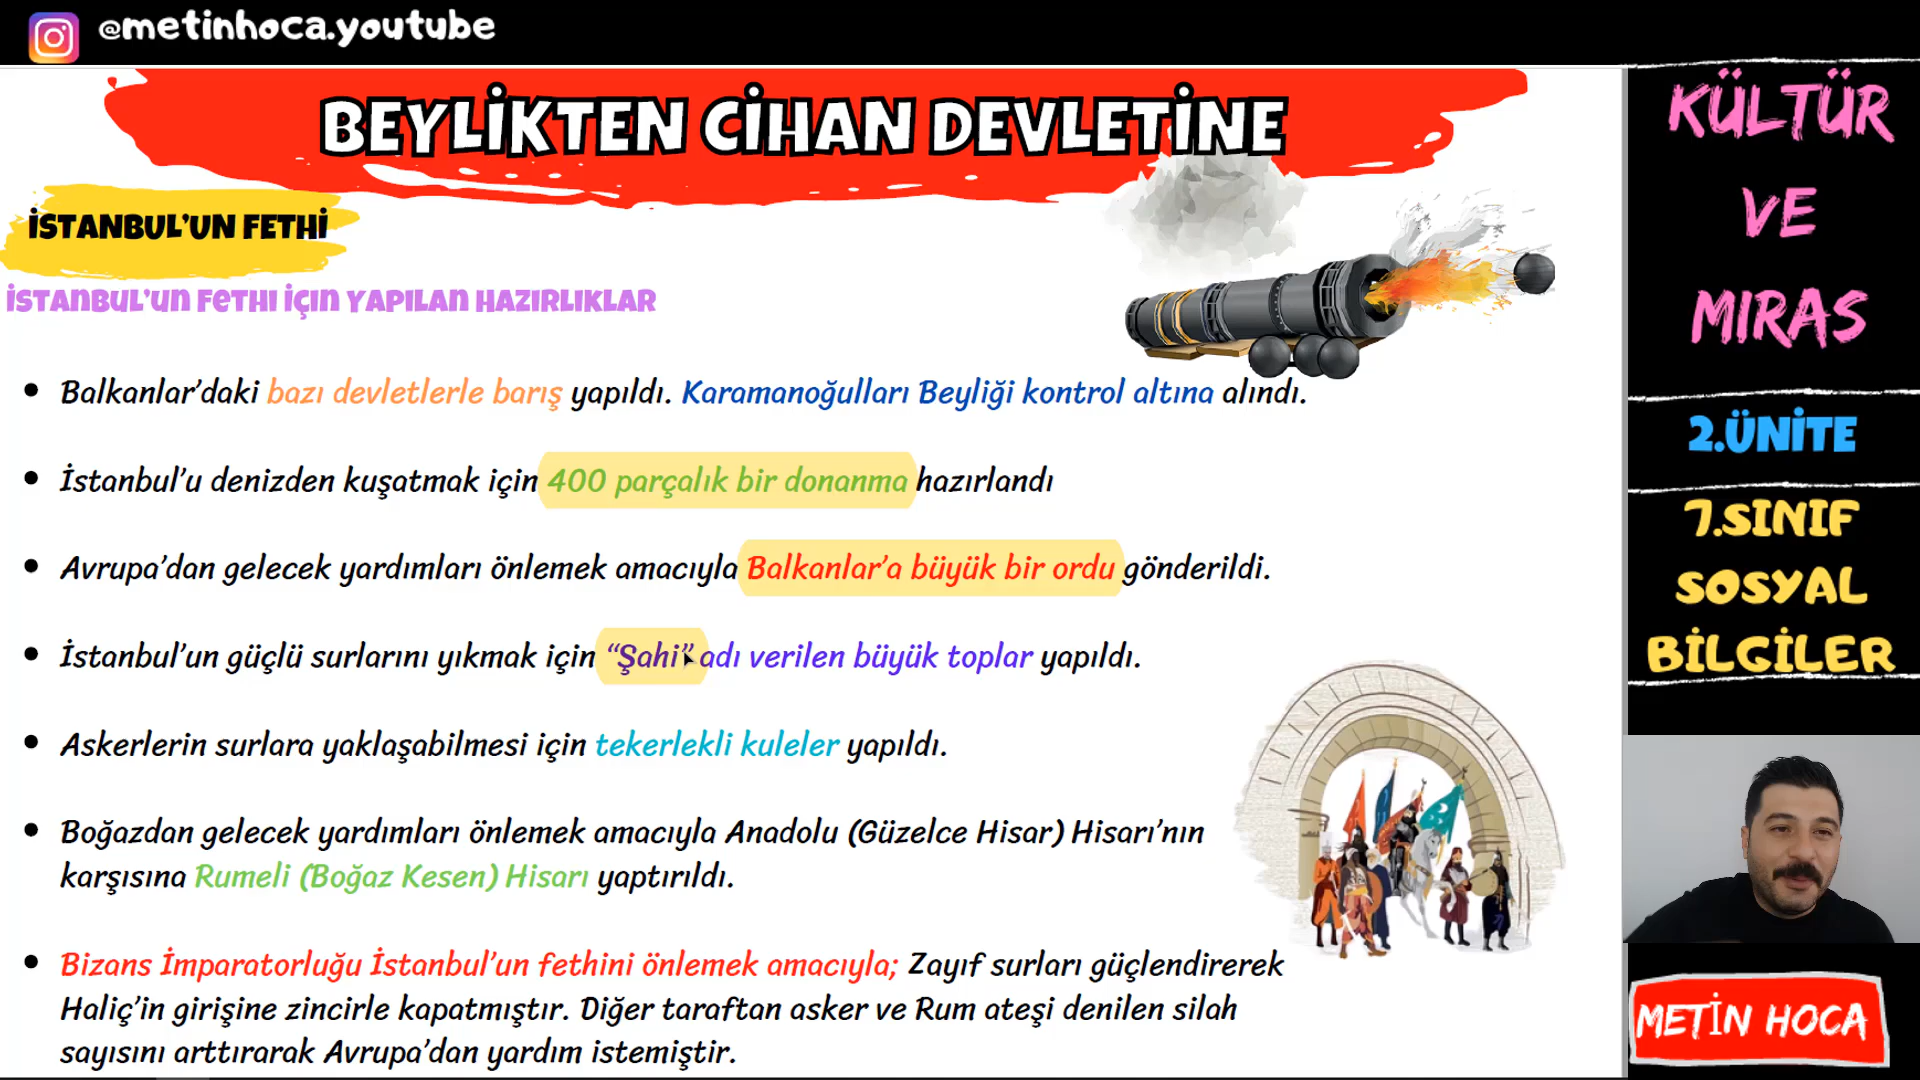 @metinhoca.youtube
BEYLİKTEN CİHAN DEVLETİNE
İSTANBUL'UN FETHİ
İSTANBUL'UN FETHI İÇİN YAPILAN HAZIRLIKLAR
• Balkanlar'daki bazı devletlerle barış yapıldı. Karamanoğulları Beyliği kontrol altına alındı.
• İstanbul'u denizden kuşatmak için 400 parçalık bir donanma hazırlandı
• Avrupa'dan gelecek yardımları önlemek amacıyla Balkanlar'a büyük bir ordu gönderildi.
• İstanbul'un güçlü surlarını yıkmak için “Şahi” adı verilen büyük toplar yapıldı.
• Askerlerin surlara yaklaşabilmesi için tekerlekli kuleler yapıldı.
• Boğazdan gelecek yardımları önlemek amacıyla Anadolu (Güzelce Hisar) Hisarı'nın
karşısına Rumeli (Boğaz Kesen) Hisarı yaptırıldı.
• Bizans İmparatorluğu İstanbul'un fethini önlemek amacıyla; Zayıf surları güçlendirerek
Haliç'in girişine zincirle kapatmıştır. Diğer taraftan asker ve Rum ateşi denilen silah
sayısını arttırarak Avrupa'dan yardım istemiştir.
KÜLTÜR
VE
MIRAS
2.ÜNİTE
7.SINIF
SOSYAL
BİLGİLER
METİN HOCA